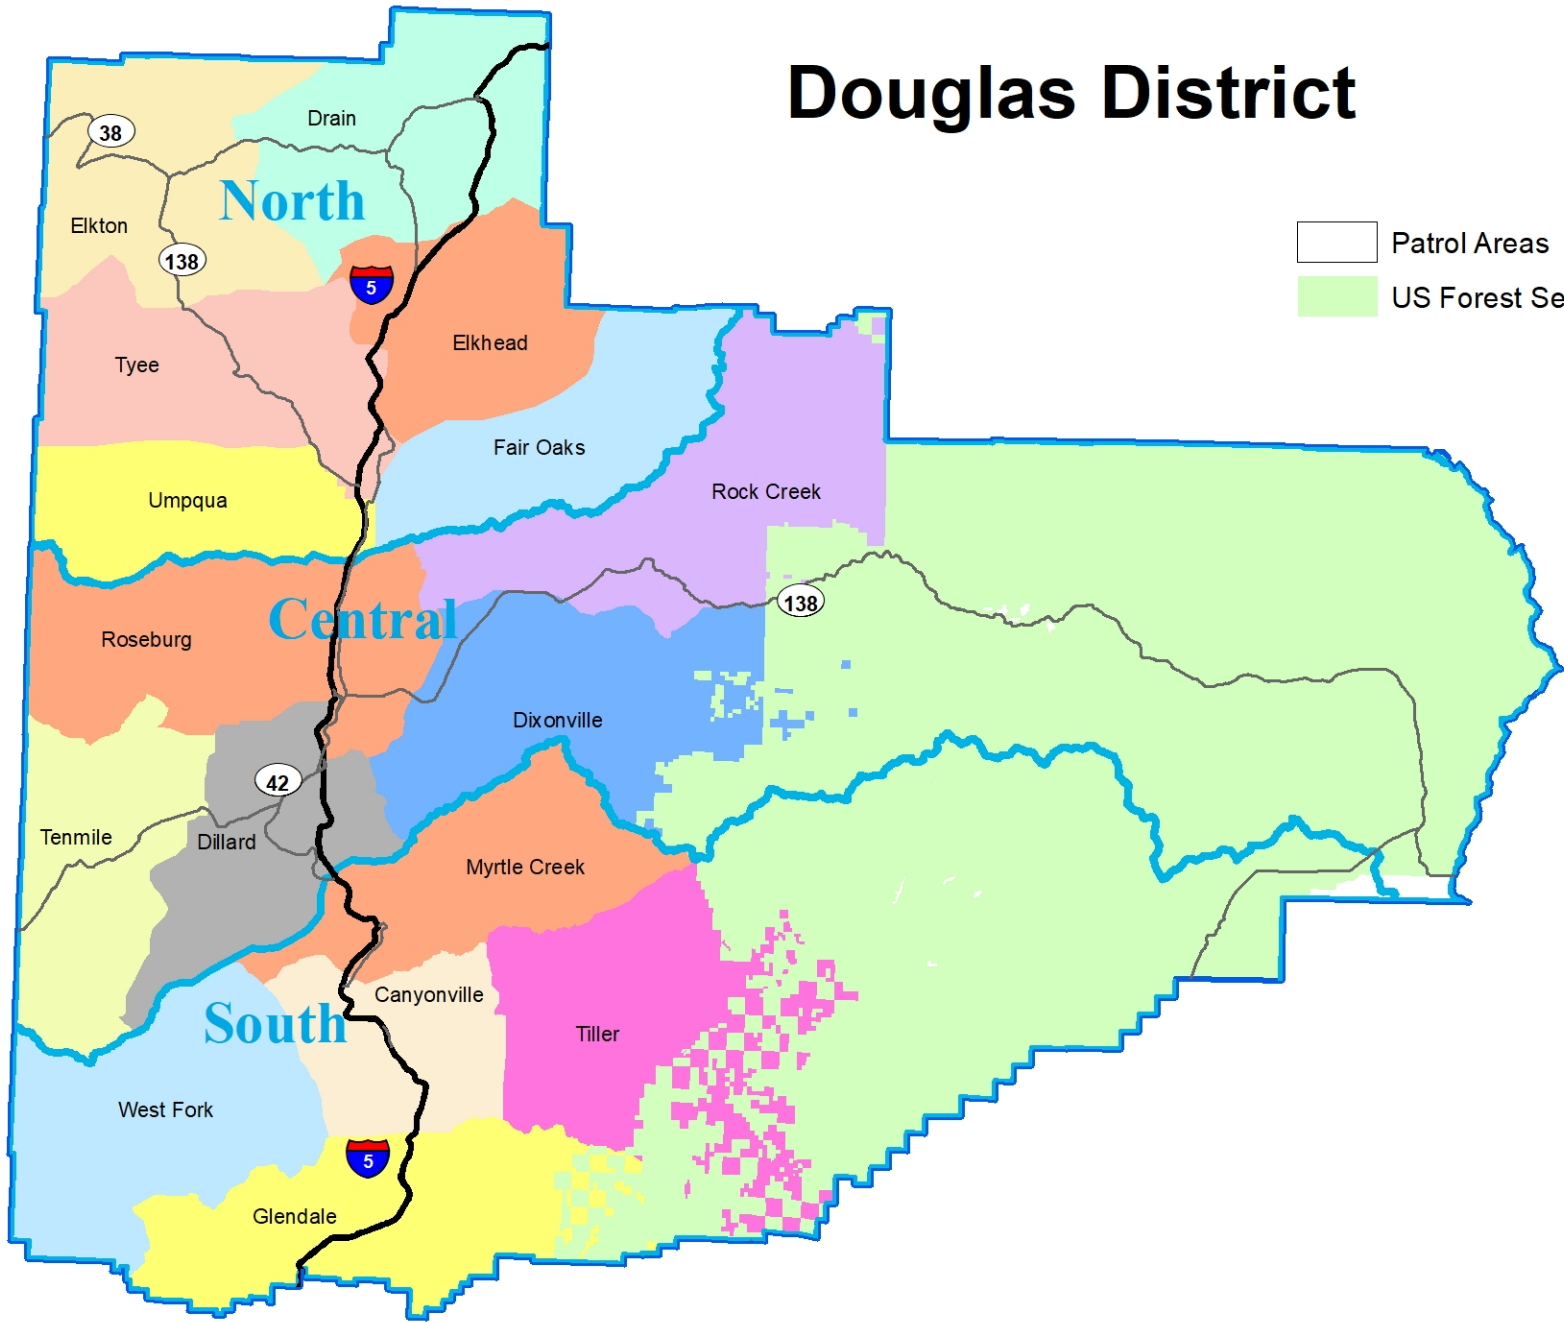 Douglas District
Drain
38
North
Elkton
Patrol Areas
138
5
US Forest Se
Elkhead
Tyee
Fair Oaks
Rock Creek
Umpqua
138
Central
Roseburg
Dixonville
42
Tenmile
Dillard
Myrtle Creek
Canyonville
South
Tiller
West Fork
5
Glendale